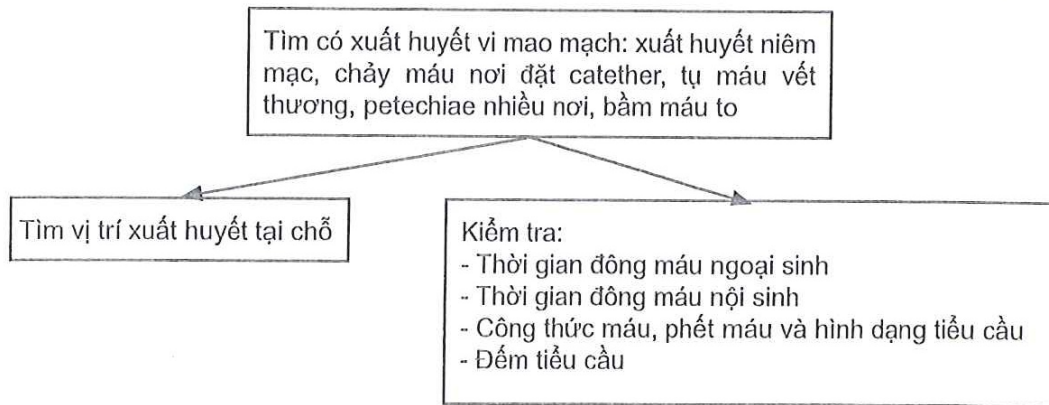 Tìm có xuất huyết vi mao mạch: xuất huyết niêm
mạc, chảy máu nơi đặt catether, tụ máu vết
thương, petechiae nhiều nơi, bầm máu to
Tìm vị trí xuất huyết tại chỗ
Kiểm tra:
- Thời gian đông máu ngoại sinh
- Thời gian đông máu nội sinh
- Công thức máu, phết máu và hình dạng tiểu cầu
- Đếm tiểu cầu